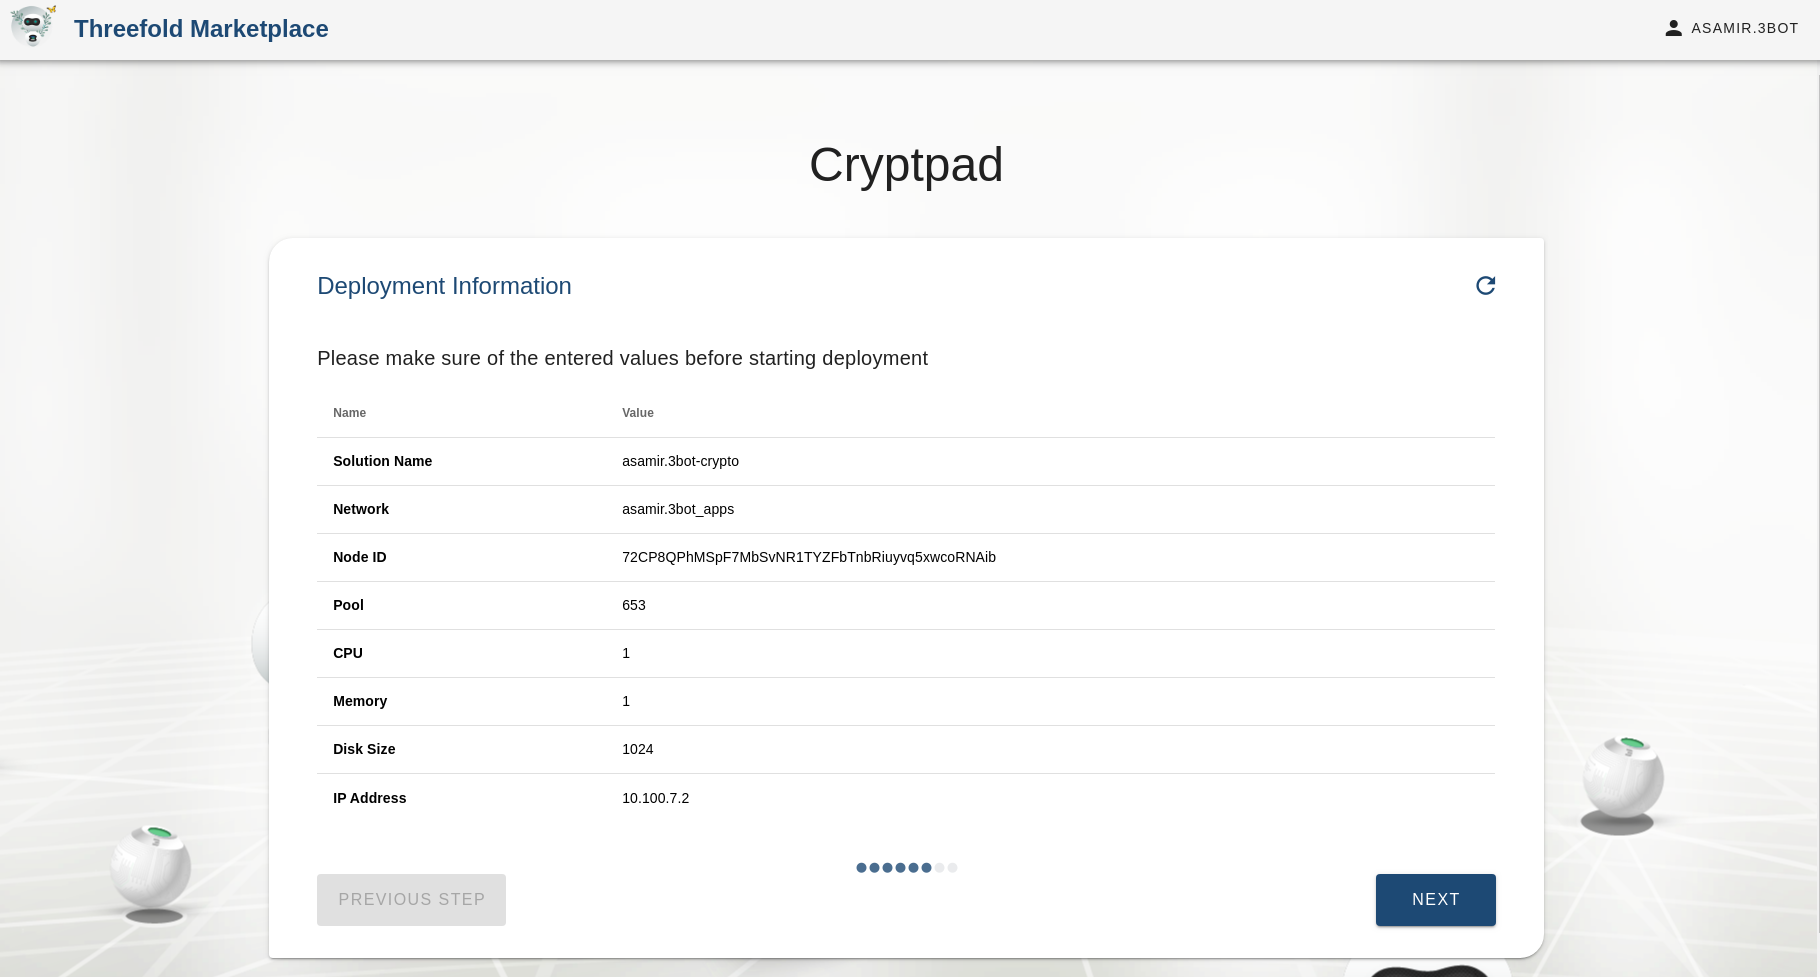 Threefold Marketplace
ASAMIR.3BOT
Cryptpad
Deployment Information
Please make sure of the entered values before starting deployment
Name Value
Solution Name asamir.3bot-crypto
Network asamir.3bot_apps
Node ID 72CP8QPhMSpF7MbSvNR1TYZFbTnbRiuyvq5xwcoRNAib
Pool 653
CPU 1
Memory 1
Disk Size 1024
IP Address 10.100.7.2
PREVIOUS STEP
NEXT